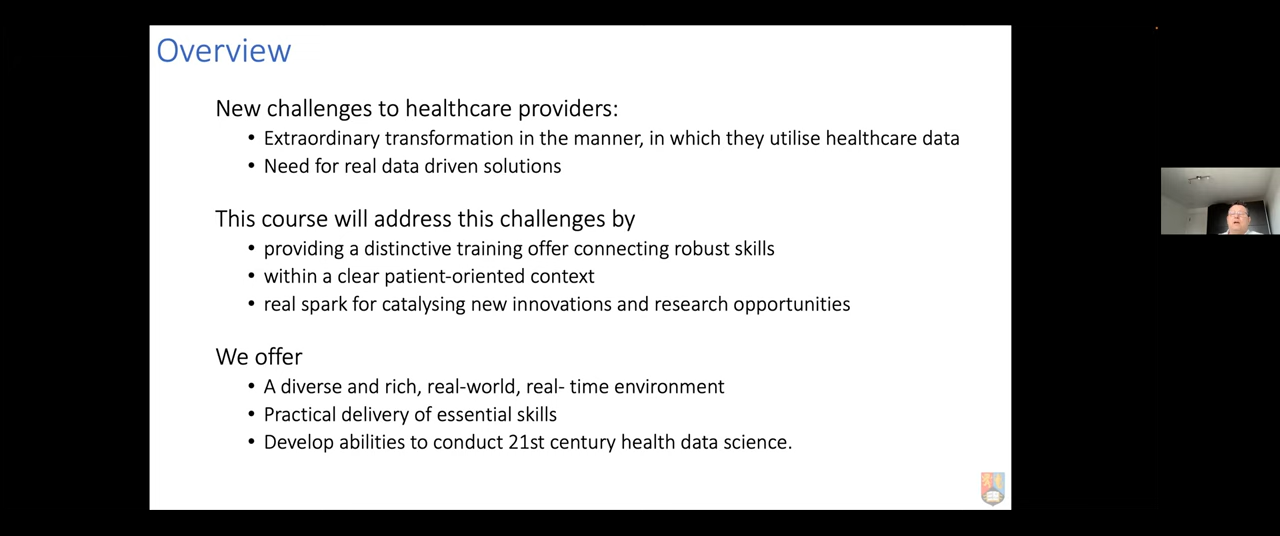 Overview
New challenges to healthcare providers:
• Extraordinary transformation in the manner, in which they utilise healthcare data
• Need for real data driven solutions
This course will address this challenges by
• providing a distinctive training offer connecting robust skills
• within a clear patient-oriented context
• real spark for catalysing new innovations and research opportunities
We offer
• A diverse and rich, real-world, real- time environment
• Practical delivery of essential skills
• Develop abilities to conduct 21st century health data science.